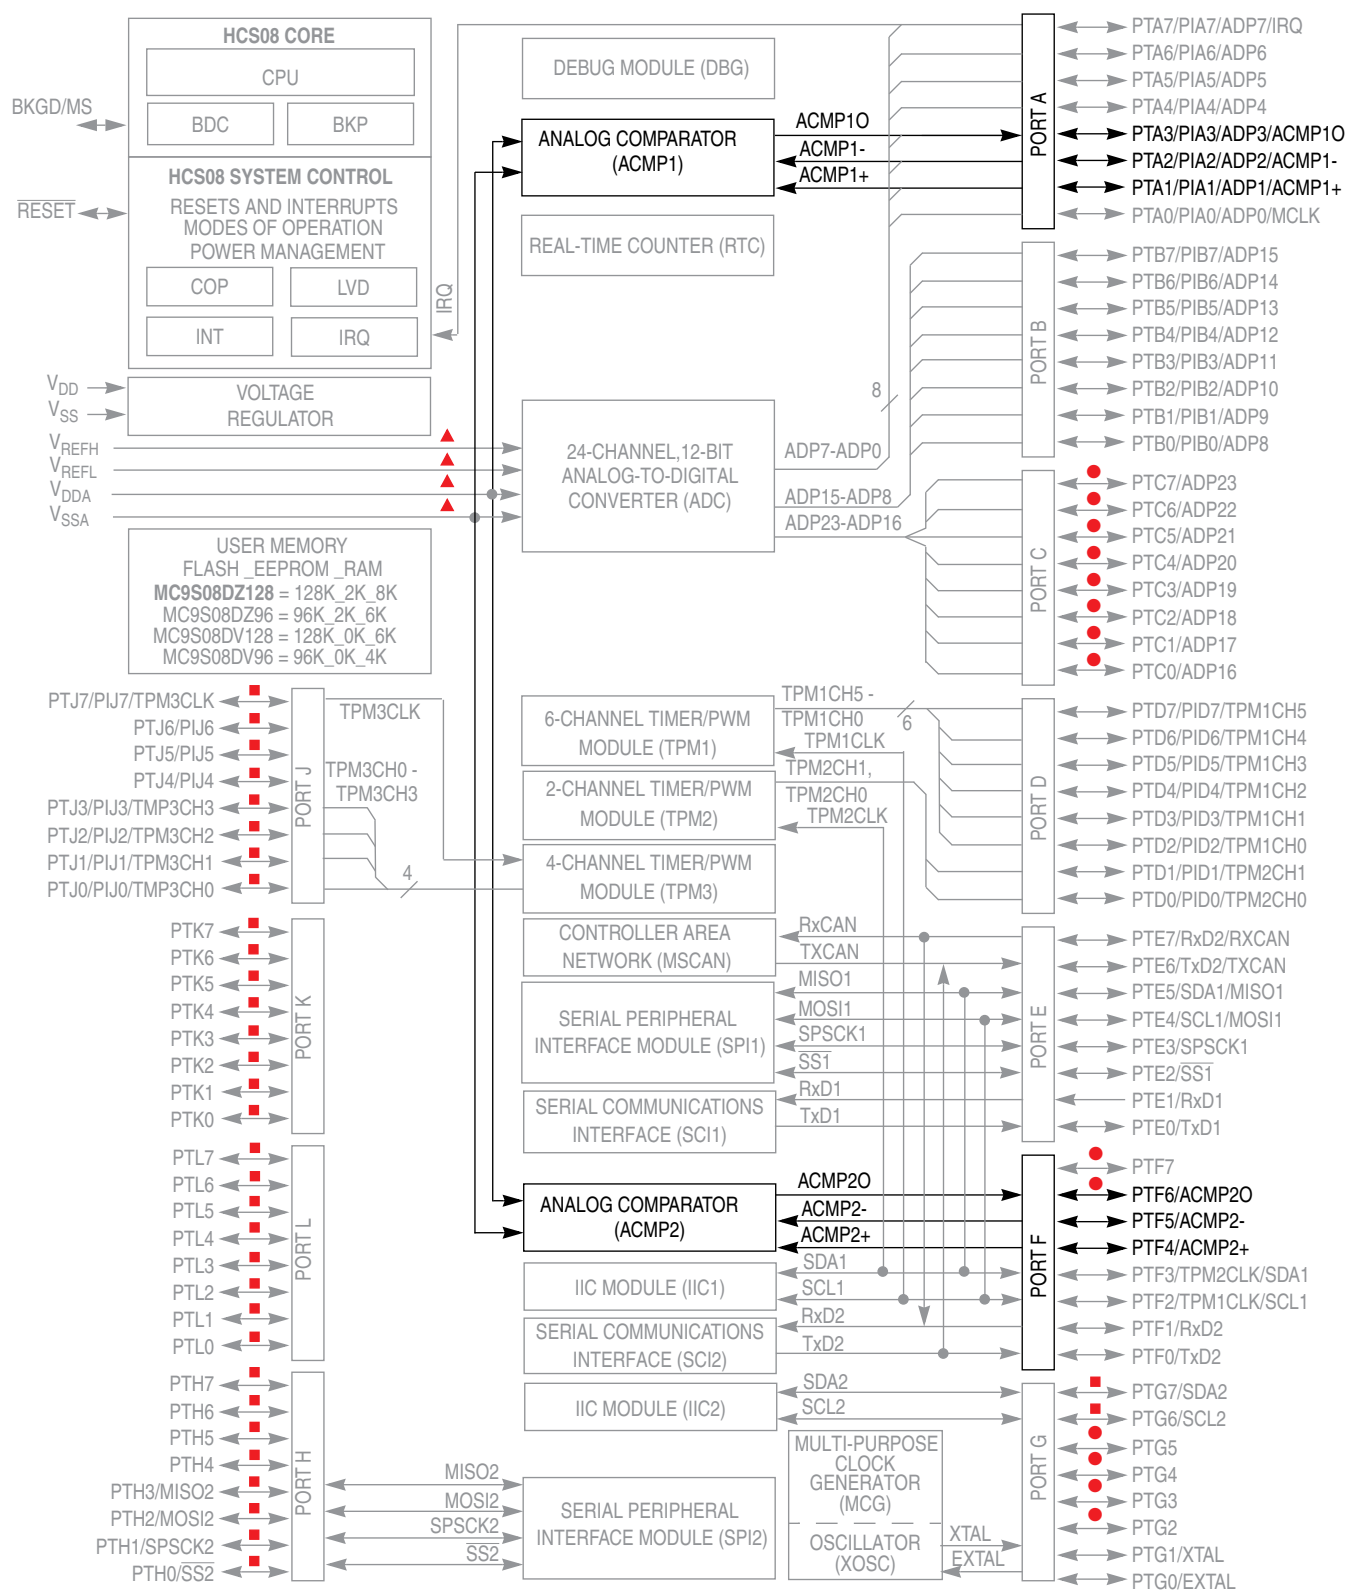 HCS08 CORE
CPU
BDC
BKP
BKGD/MS
HCS08 SYSTEM CONTROL
RESETS AND INTERRUPTS
MODES OF OPERATION
POWER MANAGEMENT
COP
LVD
INT
IRQ
RESET
IRQ
VDD
VSS
VOLTAGE
REGULATOR
VREFH
VREFL
VDDA
VSSA
USER MEMORY
FLASH _EEPROM _RAM
MC9S08DZ128 = 128K_2K_8K
MC9S08DZ96 = 96K_2K_6K
MC9S08DV128 = 128K_0K_6K
MC9S08DV96 = 96K_0K_4K
DEBUG MODULE (DBG)
ANALOG COMPARATOR
(ACMP1)
ACMP1O
ACMP1-
ACMP1+
REAL-TIME COUNTER (RTC)
24-CHANNEL,12-BIT
ANALOG-TO-DIGITAL
CONVERTER (ADC)
8
ADP7-ADP0
ADP15-ADP8
ADP23-ADP16
PORT A
PTA7/PIA7/ADP7/IRQ
PTA6/PIA6/ADP6
PTA5/PIA5/ADP5
PTA4/PIA4/ADP4
PTA3/PIA3/ADP3/ACMP1O
PTA2/PIA2/ADP2/ACMP1-
PTA1/PIA1/ADP1/ACMP1+
PTA0/PIA0/ADP0/MCLK
PORT B
PTB7/PIB7/ADP15
PTB6/PIB6/ADP14
PTB5/PIB5/ADP13
PTB4/PIB4/ADP12
PTB3/PIB3/ADP11
PTB2/PIB2/ADP10
PTB1/PIB1/ADP9
PTB0/PIB0/ADP8
PORT C
PTC7/ADP23
PTC6/ADP22
PTC5/ADP21
PTC4/ADP20
PTC3/ADP19
PTC2/ADP18
PTC1/ADP17
PTC0/ADP16
PTJ7/PIJ7/TPM3CLK
PTJ6/PIJ6
PTJ5/PIJ5
PTJ4/PIJ4
PTJ3/PIJ3/TMP3CH3
PTJ2/PIJ2/TPM3CH2
PTJ1/PIJ1/TPM3CH1
PTJ0/PIJ0/TMP3CH0
PORT J
TPM3CLK
TPM3CH0 -
TPM3CH3
4
6-CHANNEL TIMER/PWM
MODULE (TPM1)
TPM1CH5 -
TPM1CH0
6
TPM1CLK
2-CHANNEL TIMER/PWM
MODULE (TPM2)
TPM2CH1,
TPM2CH0
TPM2CLK
4-CHANNEL TIMER/PWM
MODULE (TPM3)
PORT D
PTD7/PID7/TPM1CH5
PTD6/PID6/TPM1CH4
PTD5/PID5/TPM1CH3
PTD4/PID4/TPM1CH2
PTD3/PID3/TPM1CH1
PTD2/PID2/TPM1CH0
PTD1/PID1/TPM2CH1
PTD0/PID0/TPM2CH0
PTK7
PTK6
PTK5
PTK4
PTK3
PTK2
PTK1
PTK0
PORT K
CONTROLLER AREA
NETWORK (MSCAN)
RxCAN
TXCAN
SERIAL PERIPHERAL
INTERFACE MODULE (SPI1)
MISO1
MOSI1
SPSCK1
SS1
SERIAL COMMUNICATIONS
INTERFACE (SCI1)
RxD1
TxD1
PORT E
PTE7/RxD2/RXCAN
PTE6/TxD2/TXCAN
PTE5/SDA1/MISO1
PTE4/SCL1/MOSI1
PTE3/SPSCK1
PTE2/SS1
PTE1/RxD1
PTE0/TxD1
PTL7
PTL6
PTL5
PTL4
PTL3
PTL2
PTL1
PTL0
PORT L
ANALOG COMPARATOR
(ACMP2)
ACMP2O
ACMP2-
ACMP2+
IIC MODULE (IIC1)
SDA1
SCL1
SERIAL COMMUNICATIONS
INTERFACE (SCI2)
RxD2
TxD2
PORT F
PTF7
PTF6/ACMP2O
PTF5/ACMP2-
PTF4/ACMP2+
PTF3/TPM2CLK/SDA1
PTF2/TPM1CLK/SCL1
PTF1/RxD2
PTF0/TxD2
PTH7
PTH6
PTH5
PTH4
PTH3/MISO2
PTH2/MOSI2
PTH1/SPSCK2
PTH0/SS2
PORT H
MISO2
MOSI2
SPSCK2
SS2
IIC MODULE (IIC2)
SDA2
SCL2
SERIAL PERIPHERAL
INTERFACE MODULE (SPI2)
MULTI-PURPOSE
CLOCK
GENERATOR
(MCG)
OSCILLATOR
(XOSC)
XTAL
EXTAL
PORT G
PTG7/SDA2
PTG6/SCL2
PTG5
PTG4
PTG3
PTG2
PTG1/XTAL
PTG0/EXTAL